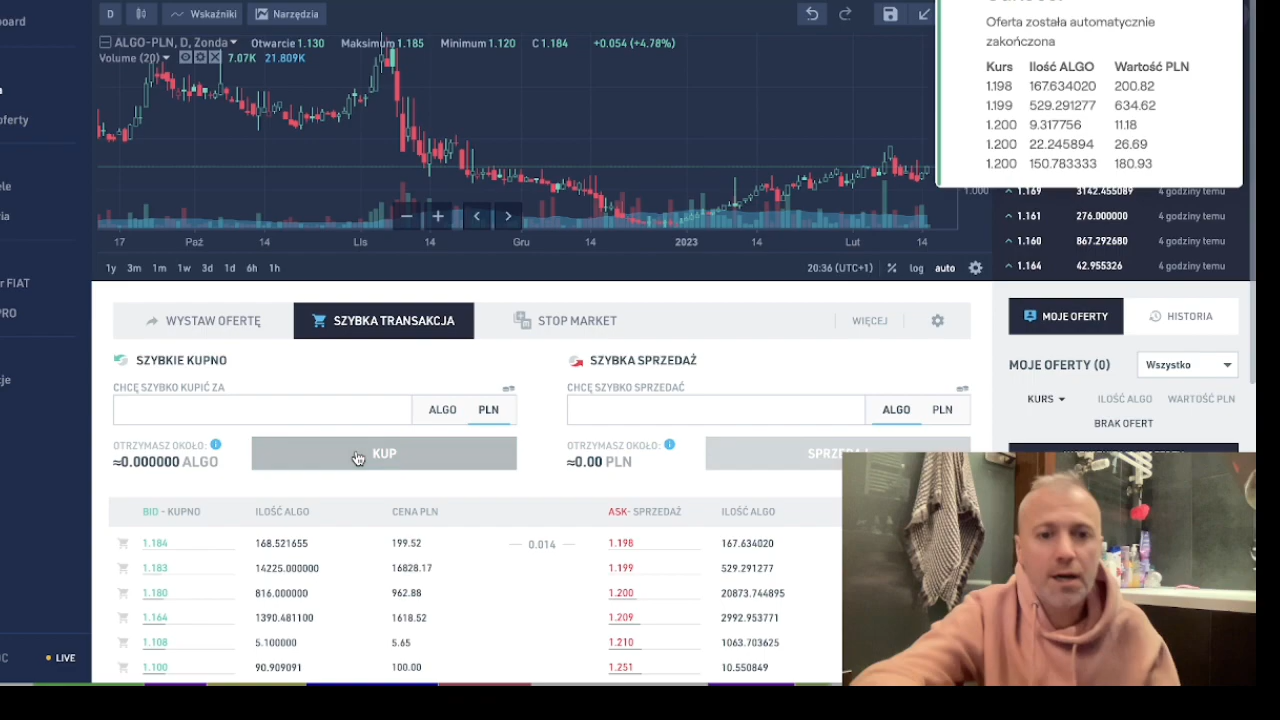 board
D
Wskaźniki
Narzędzia
ALGO-PLN, D, Zonda Otwarcie 1.130 Maksimum 1.185 Minimum 1.120 C 1.184 +0.054 (+4.78%)
Volume (20) 7.07K 21.809K
Oferta została automatycznie
zakończona
Kurs Ilość ALGO Wartość PLN
1.198 167.634020 200.82
1.199 529.291277 634.62
1.200 9.317756 11.18
1.200 22.245894 26.69
1.200 150.783333 180.93
oferty
ele
ia
r FIAT
PRO
cje
1.000
1.169 3142.455089 4 godziny temu
1.161 276.000000 4 godziny temu
1.160 867.292680 4 godziny temu
1.164 42.955326 4 godziny temu
17 Paź 14 Lis 14 Gru 14 2023 14 Lut 14
1y 3m 1m 1w 3d 1d 6h 1h
20:36 (UTC+1) % log auto
WYSTAW OFERTĘ
SZYBKA TRANSAKCJA
STOP MARKET
WIĘCEJ
MOJE OFERTY
HISTORIA
SZYBKIE KUPNO
CHCĘ SZYBKO KUPIĆ ZA
ALGO PLN
OTRZYMASZ OKOŁO:
≈0.000000 ALGO
KUP
SZYBKA SPRZEDAŻ
CHCĘ SZYBKO SPRZEDAĆ
ALGO PLN
OTRZYMASZ OKOŁO:
≈0.00 PLN
MOJE OFERTY (0)
Wszystko
KURS ILOŚĆ ALGO WARTOŚĆ PLN
BRAK OFERT
BID - KUPNO ILOŚĆ ALGO CENA PLN ASK- SPRZEDAŻ ILOŚĆ ALGO
1.184 168.521655 199.52 0.014 1.198 167.634020
1.183 14225.000000 16828.17 1.199 529.291277
1.180 816.000000 962.88 1.200 20873.744895
1.164 1390.481100 1618.52 1.209 2992.953771
1.108 5.100000 5.65 1.210 1063.703625
1.100 90.909091 100.00 1.251 10.550849
LIVE